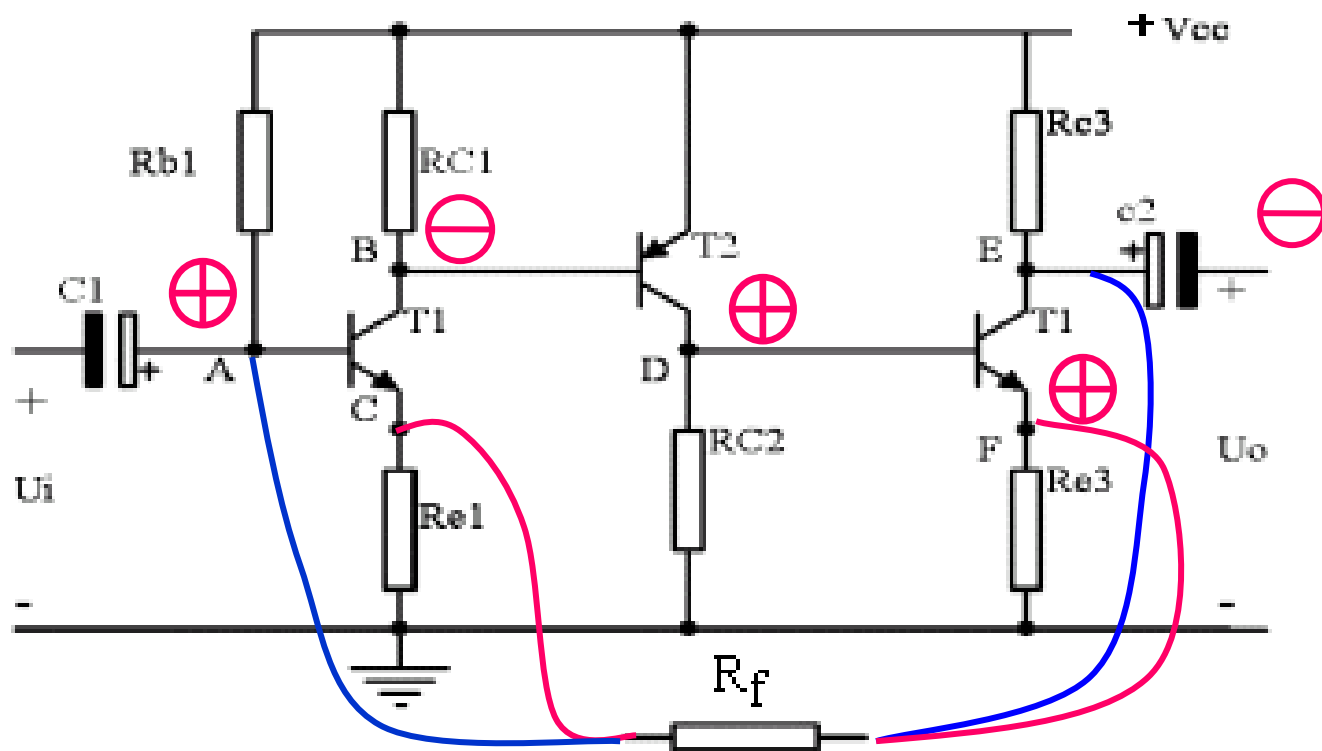 + Vcc
Rb1
RC1
Rc3
B
T2
E
c2
+
C1
+
A
T1
D
T1
+
+
C
RC2
F
Uo
Ui
Re1
Re3
-
-
Rf